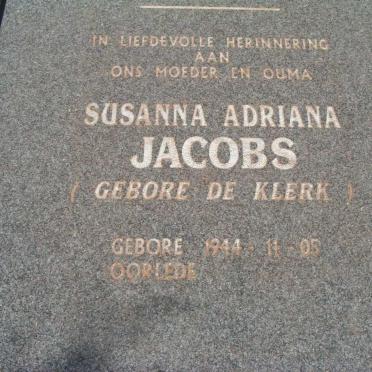 IN LIEFDEVOLLE HERINNERING
AAN
ONS MOEDER EN OUMA
SUSANNA ADRIANA
JACOBS
( GEBORE DE KLERK )
GEBORE 1944 - 11 - 05
OORLEDE